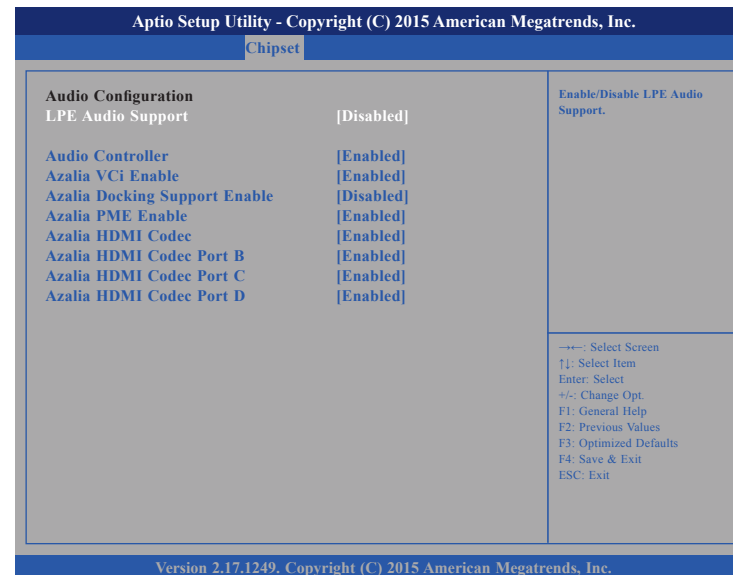 Aptio Setup Utility - Copyright (C) 2015 American Megatrends, Inc.
Chipset
Audio Configuration
LPE Audio Support [Disabled]
Audio Controller [Enabled]
Azalia VCi Enable [Enabled]
Azalia Docking Support Enable [Disabled]
Azalia PME Enable [Enabled]
Azalia HDMI Codec [Enabled]
Azalia HDMI Codec Port B [Enabled]
Azalia HDMI Codec Port C [Enabled]
Azalia HDMI Codec Port D [Enabled]
Enable/Disable LPE Audio
Support.
→←: Select Screen
↑↓: Select Item
Enter: Select
+/-: Change Opt.
F1: General Help
F2: Previous Values
F3: Optimized Defaults
F4: Save & Exit
ESC: Exit
Version 2.17.1249. Copyright (C) 2015 American Megatrends, Inc.